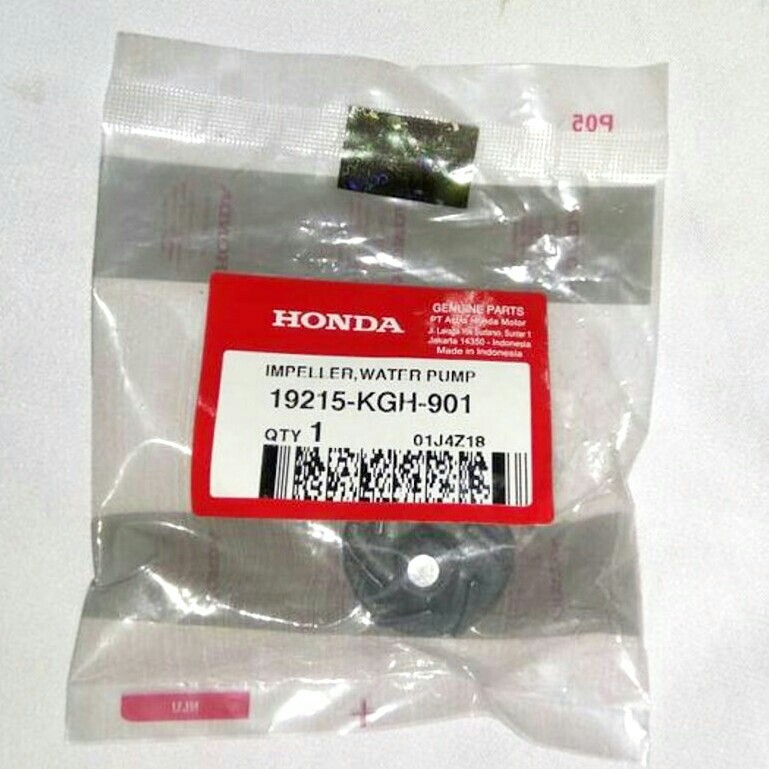 P05
HONDA
GENUINE PARTS
PT Astra Honda Motor
Jakarta 14350 - Indonesia
Made in Indonesia
IMPELLER,WATER PUMP
19215-KGH-901
QTY 1
01J4Z18